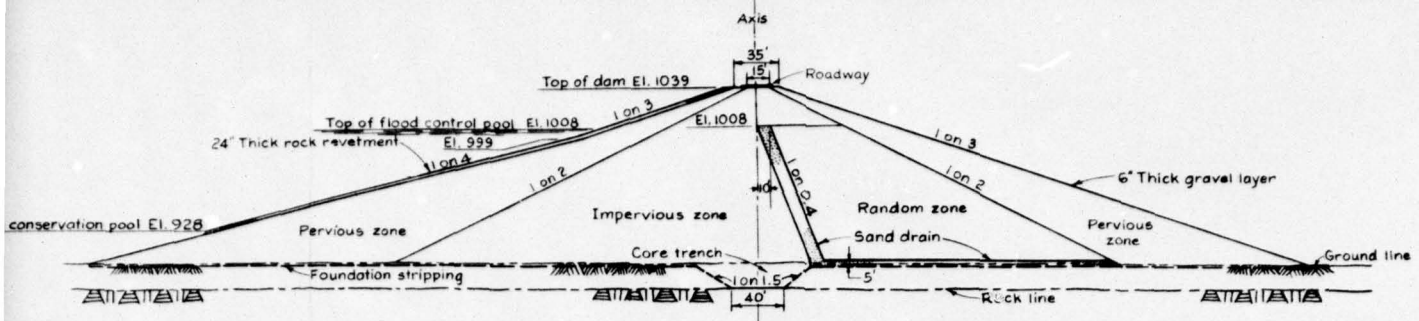 Axis
35'
15'
Roadway
Top of dam El. 1039
1 on 3
Top of flood control pool El. 1008
El. 1008
24" Thick rock revetment
El. 999
1 on 4
1 on 2
1 on 3
10'
1 on 0.4
1 on 2
6" Thick gravel layer
conservation pool El. 928
Pervious zone
Impervious zone
Random zone
Sand drain
Pervious
zone
Core trench
Ground line
Foundation stripping
1 on 1.5
5'
40'
Rock line